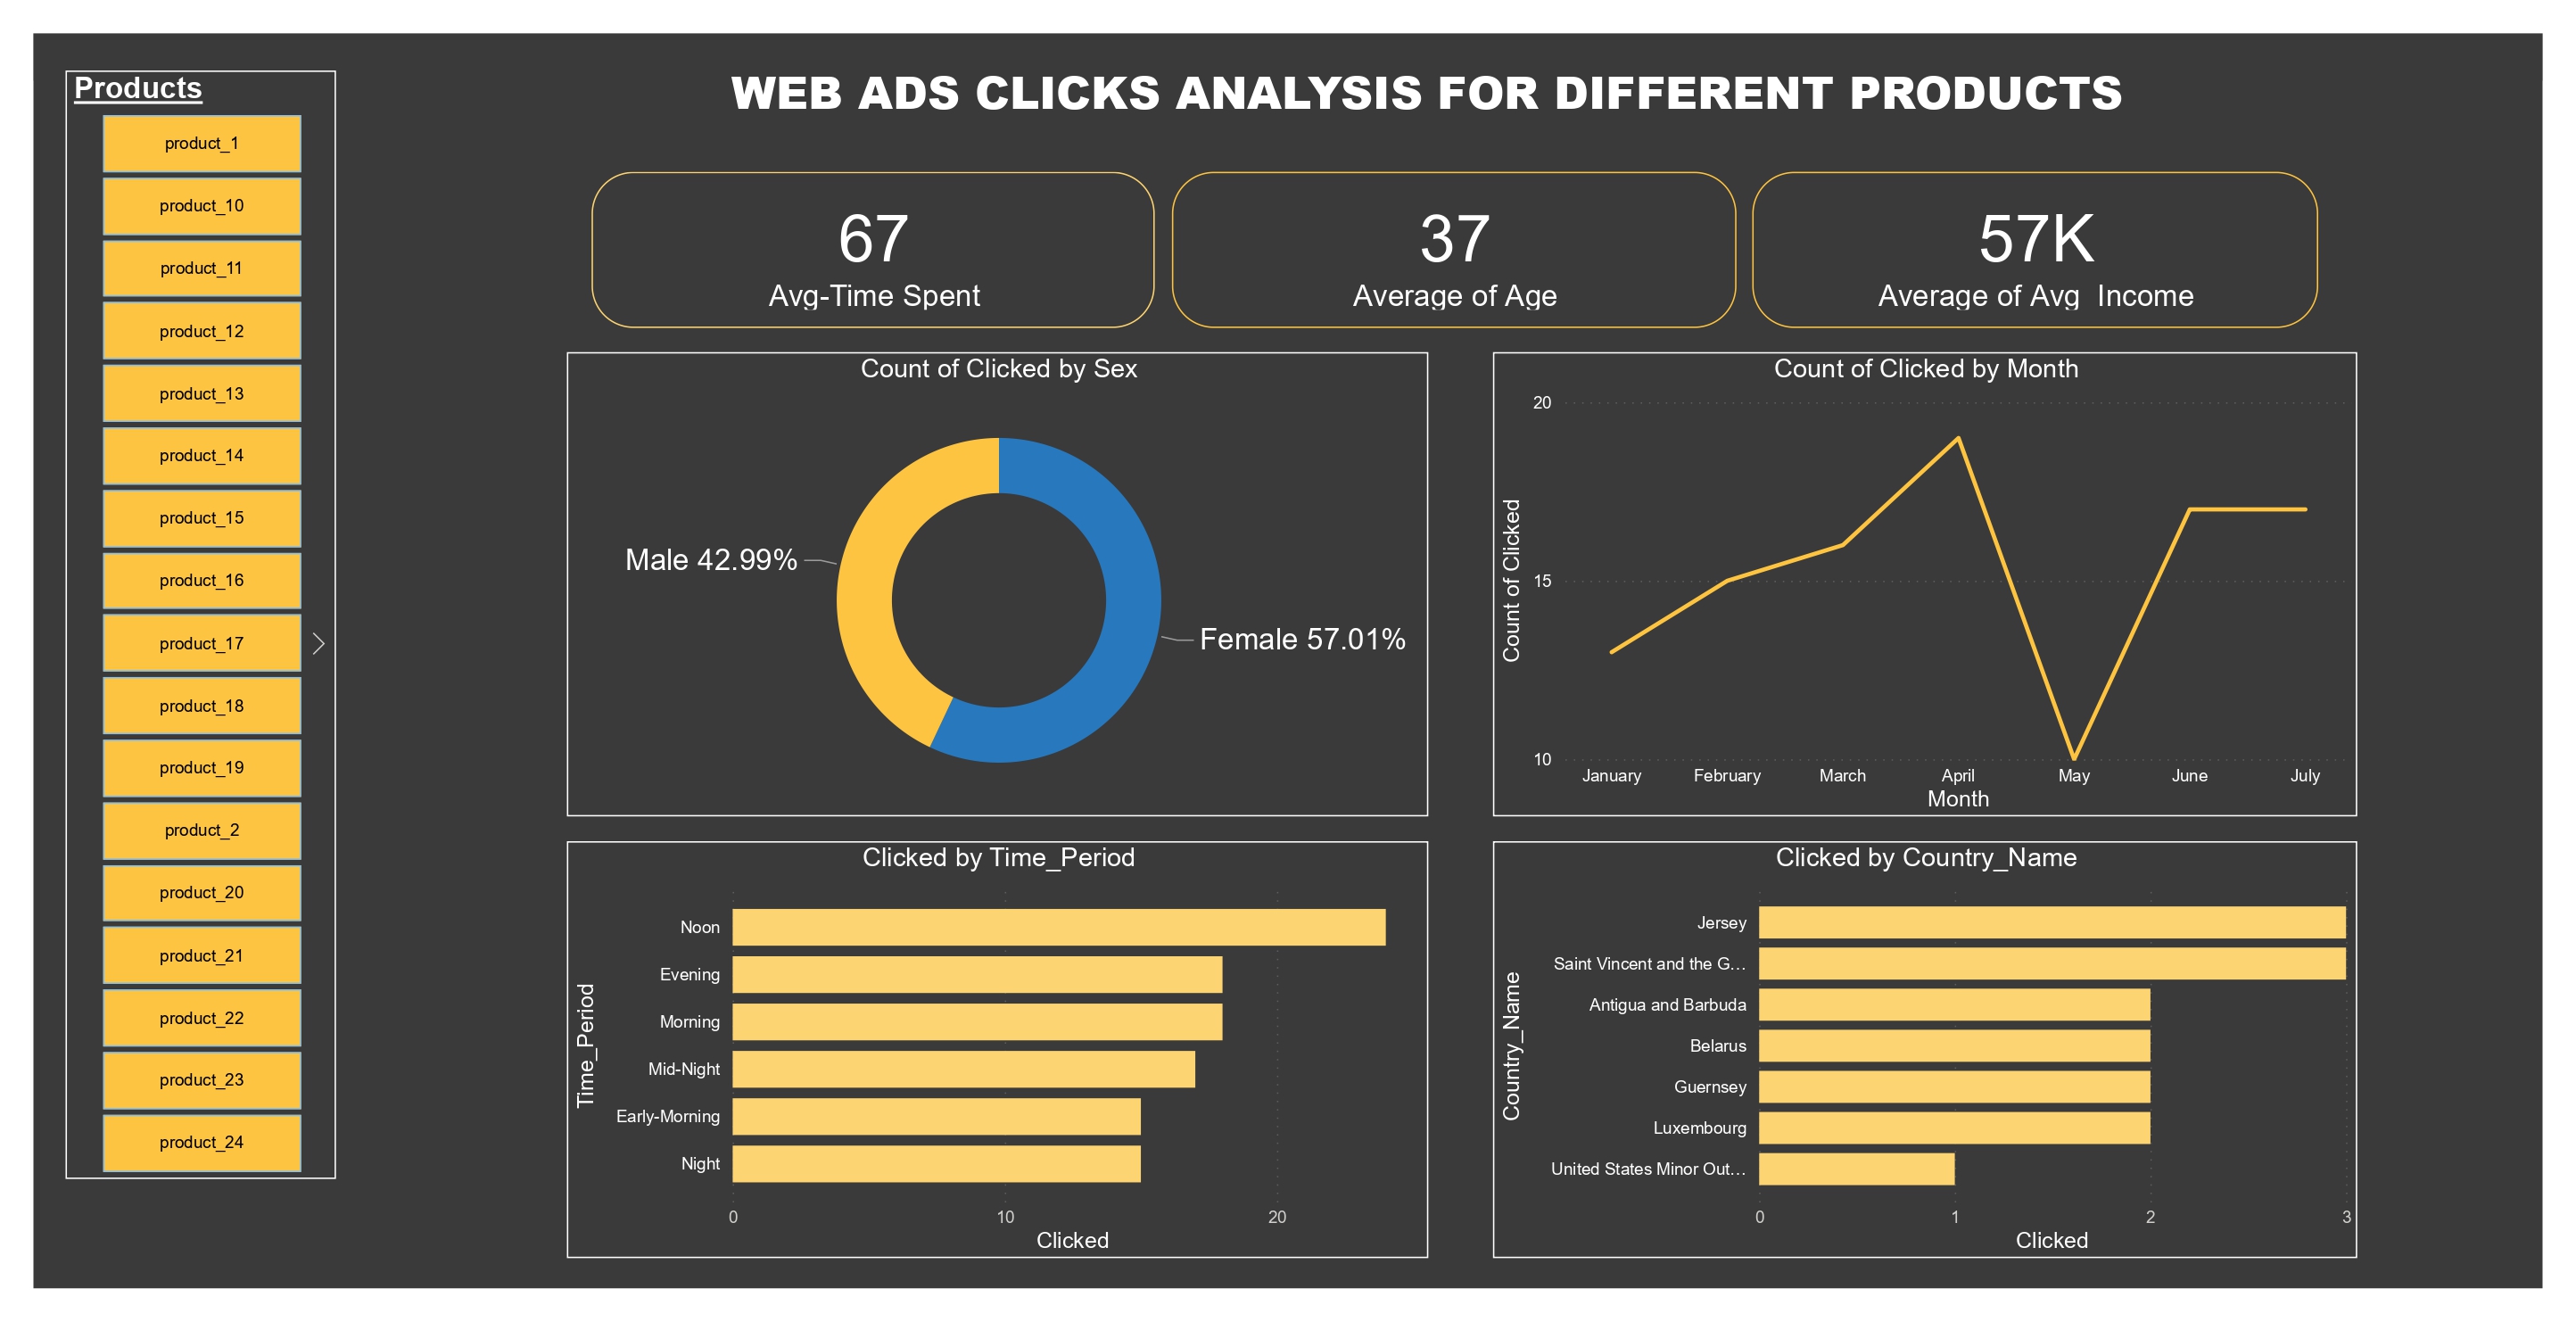 Products
product_1
product_10
product_11
product_12
product_13
product_14
product_15
product_16
product_17
product_18
product_19
product_2
product_20
product_21
product_22
product_23
product_24
WEB ADS CLICKS ANALYSIS FOR DIFFERENT PRODUCTS
67
Avg-Time Spent
37
Average of Age
57K
Average of Avg  Income
Count of Clicked by Sex
Male 42.99%
Female 57.01%
Count of Clicked by Month
Count of Clicked
20
15
10
January February March April May June July
Month
Clicked by Time_Period
Time_Period
Noon
Evening
Morning
Mid-Night
Early-Morning
Night
0 10 20
Clicked
Clicked by Country_Name
Country_Name
Jersey
Saint Vincent and the G...
Antigua and Barbuda
Belarus
Guernsey
Luxembourg
United States Minor Out...
0 1 2 3
Clicked